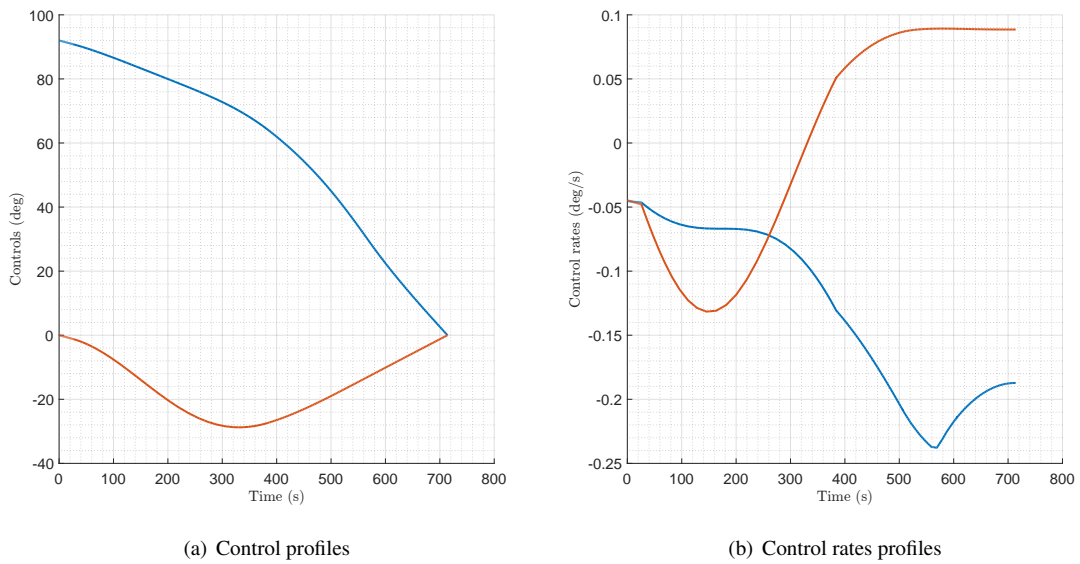 100
80
60
40
20
0
-20
-40
Controls (deg)
0 100 200 300 400 500 600 700 800
Time (s)
(a) Control profiles
0.1
0.05
0
-0.05
-0.1
-0.15
-0.2
-0.25
Control rates (deg/s)
0 100 200 300 400 500 600 700 800
Time (s)
(b) Control rates profiles